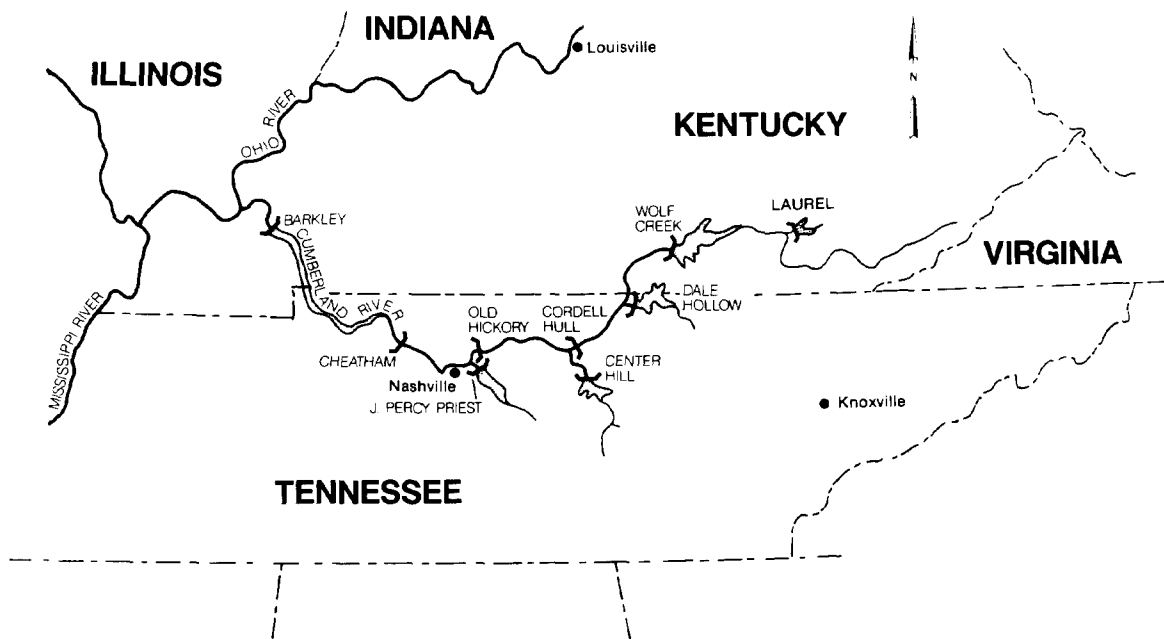 INDIANA
Louisville
ILLINOIS
N
OHIO RIVER
KENTUCKY
BARKLEY
WOLF
CREEK
LAUREL
VIRGINIA
CUMBERLAND RIVER
DALE
HOLLOW
MISSISSIPPI RIVER
OLD
HICKORY
CORDELL
HULL
CHEATHAM
CENTER
HILL
Nashville
J. PERCY PRIEST
Knoxville
TENNESSEE